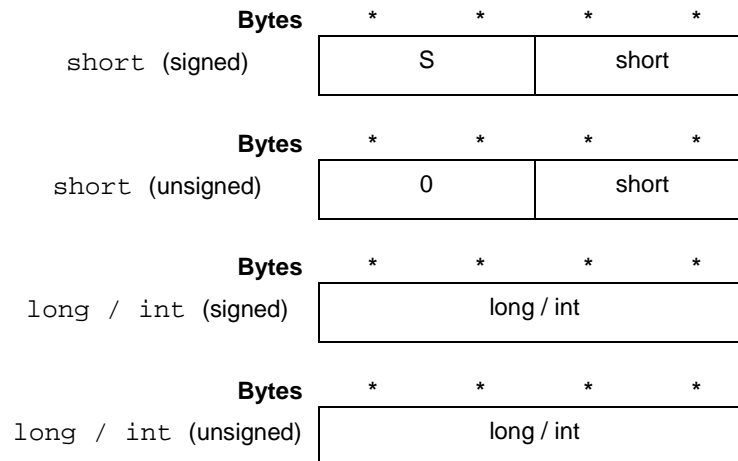 Bytes * * * *
short (signed) S short
Bytes * * * *
short (unsigned) 0 short
Bytes * * * *
long / int (signed) long / int
Bytes * * * *
long / int (unsigned) long / int